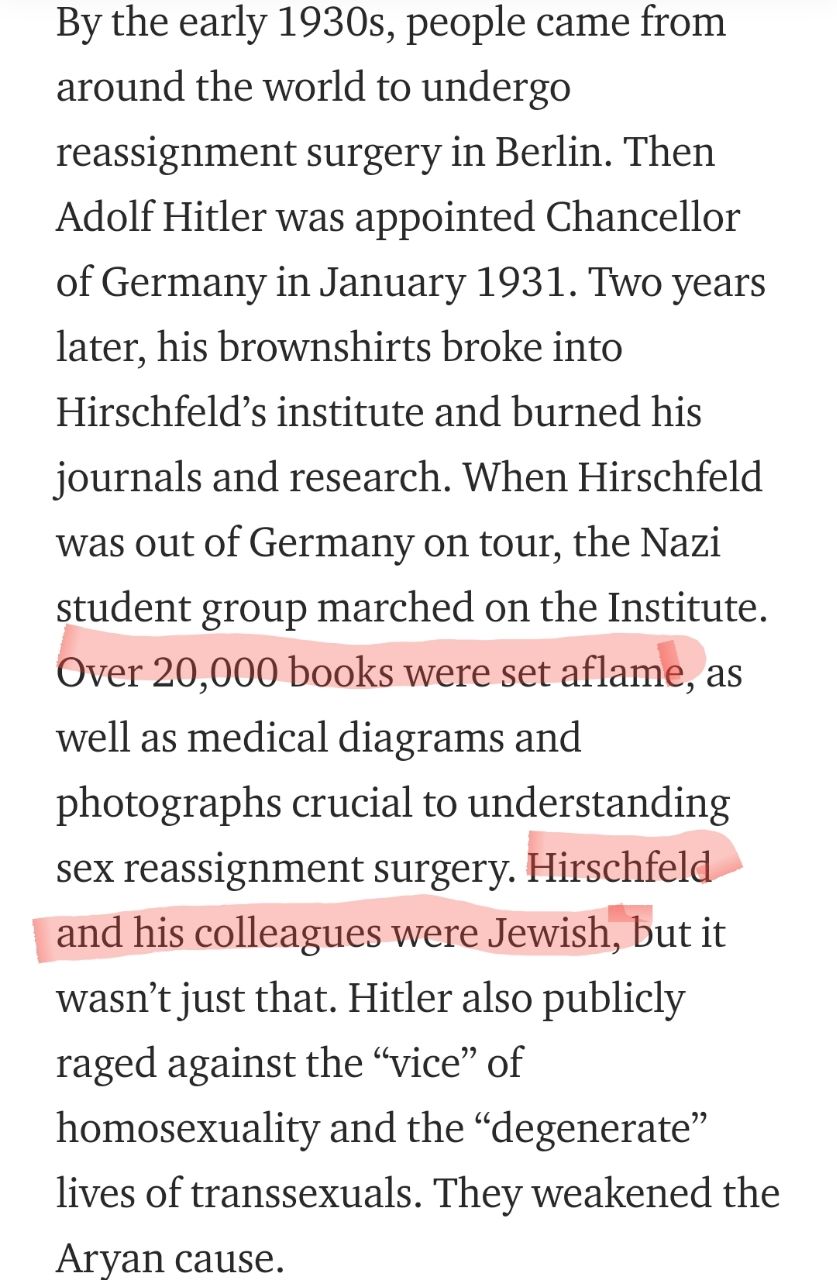 By the early 1930s, people came from
around the world to undergo
reassignment surgery in Berlin. Then
Adolf Hitler was appointed Chancellor
of Germany in January 1931. Two years
later, his brownshirts broke into
Hirschfeld’s institute and burned his
journals and research. When Hirschfeld
was out of Germany on tour, the Nazi
student group marched on the Institute.
Over 20,000 books were set aflame, as
well as medical diagrams and
photographs crucial to understanding
sex reassignment surgery. Hirschfeld
and his colleagues were Jewish, but it
wasn’t just that. Hitler also publicly
raged against the “vice” of
homosexuality and the “degenerate”
lives of transsexuals. They weakened the
Aryan cause.